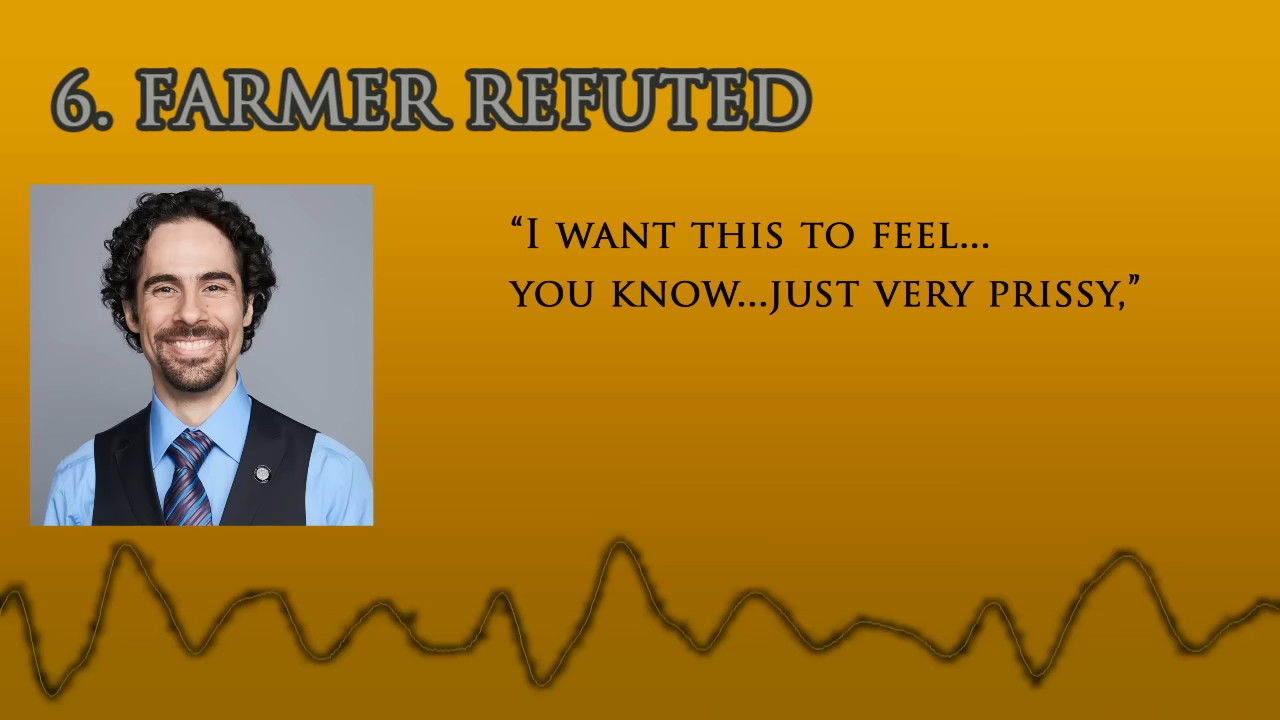 6. FARMER REFUTED
“I WANT THIS TO FEEL...
YOU KNOW...JUST VERY PRISSY,”